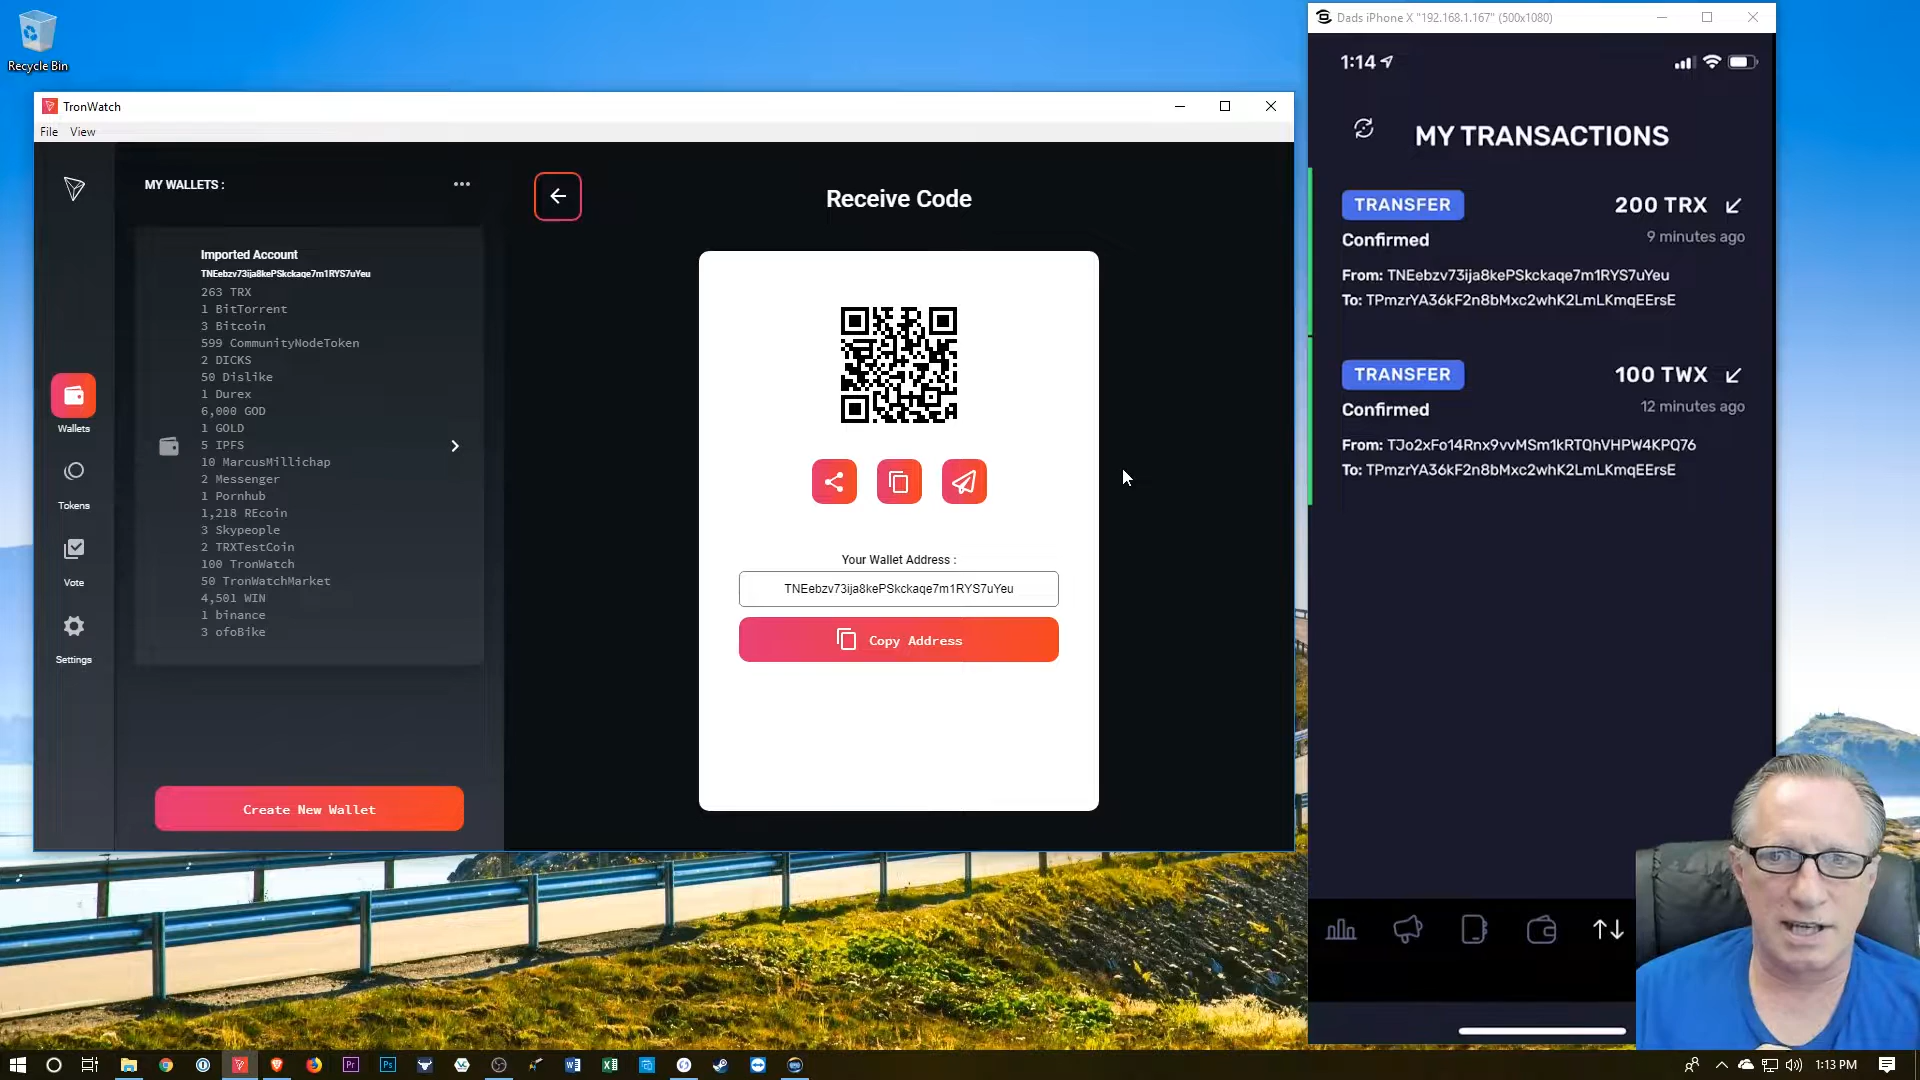 Recycle Bin
TronWatch
File View
MY WALLETS :
Imported Account
TNEebzv73ija8kePSkckaqe7m1RYS7uYeu
263 TRX
1 BitTorrent
3 Bitcoin
599 CommunityNodeToken
2 DICKS
50 Dislike
1 Durex
6,000 GOD
1 GOLD
5 IPFS
10 MarcusMillichap
2 Messenger
1 Pornhub
1,218 REcoin
3 Skypeople
2 TRXTestCoin
100 TronWatch
50 TronWatchMarket
4,501 WIN
1 binance
3 ofoBike
Wallets
Tokens
Vote
Settings
Create New Wallet
Receive Code
Your Wallet Address :
TNEebzv73ija8kePSkckaqe7m1RYS7uYeu
Copy Address
Dads iPhone X "192.168.1.167" (500x1080)
1:14
MY TRANSACTIONS
TRANSFER 200 TRX
Confirmed 9 minutes ago
From: TNEebzv73ija8kePSkckaqe7m1RYS7uYeu
To: TPmzrYA36kF2n8bMxc2whK2LmLKmqEErsE
TRANSFER 100 TWX
Confirmed 12 minutes ago
From: TJo2xFo14Rnx9vvMSm1kRTQhVHPW4KPQ76
To: TPmzrYA36kF2n8bMxc2whK2LmLKmqEErsE
Pr
Ps
1:13 PM